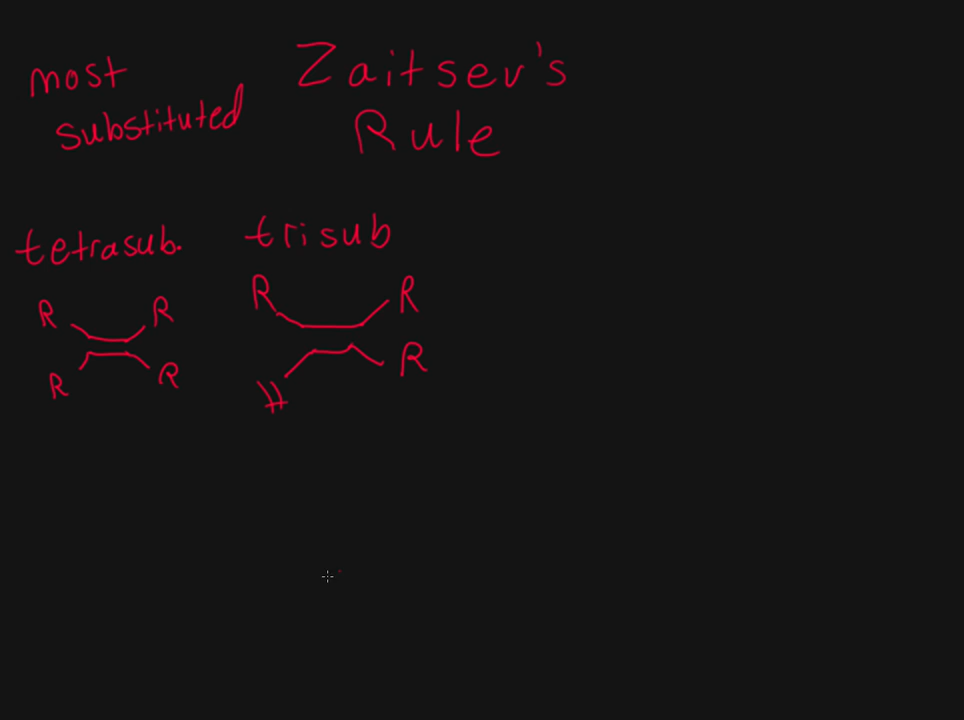 most
substituted
Zaitsev's
Rule
tetrasub.
trisub
R R
R R
R R
H R